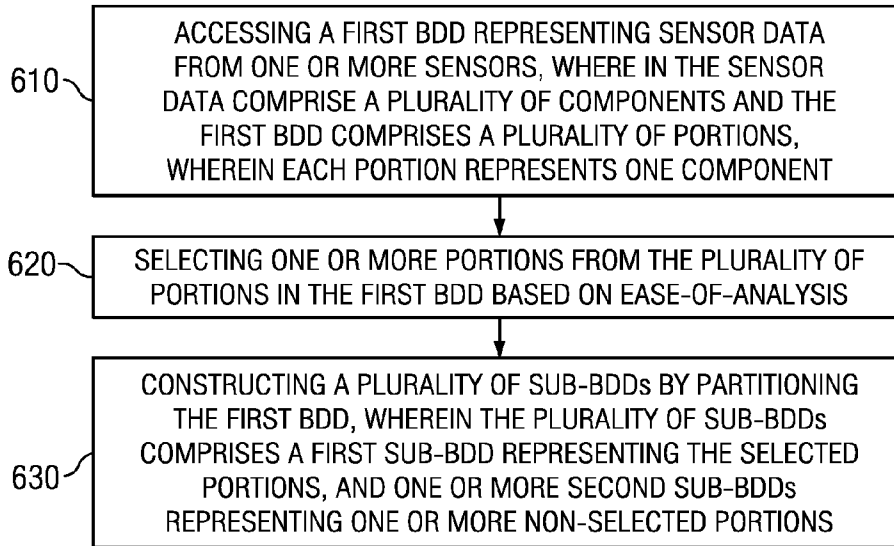 610
ACCESSING A FIRST BDD REPRESENTING SENSOR DATA
FROM ONE OR MORE SENSORS, WHERE IN THE SENSOR
DATA COMPRISE A PLURALITY OF COMPONENTS AND THE
FIRST BDD COMPRISES A PLURALITY OF PORTIONS,
WHEREIN EACH PORTION REPRESENTS ONE COMPONENT
620
SELECTING ONE OR MORE PORTIONS FROM THE PLURALITY OF
PORTIONS IN THE FIRST BDD BASED ON EASE-OF-ANALYSIS
630
CONSTRUCTING A PLURALITY OF SUB-BDDs BY PARTITIONING
THE FIRST BDD, WHEREIN THE PLURALITY OF SUB-BDDs
COMPRISES A FIRST SUB-BDD REPRESENTING THE SELECTED
PORTIONS, AND ONE OR MORE SECOND SUB-BDDs
REPRESENTING ONE OR MORE NON-SELECTED PORTIONS